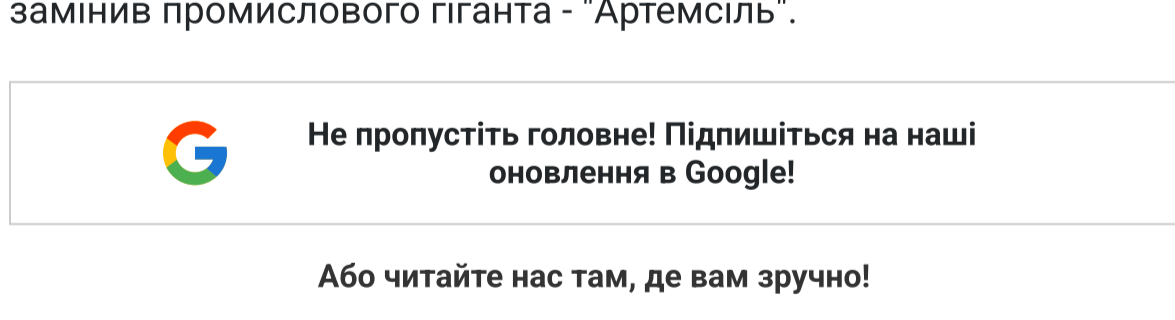 замінив промислового гіганта - "Артемсіль".
Не пропустіть головне! Підпишіться на наші
оновлення в Google!
Або читайте нас там, де вам зручно!